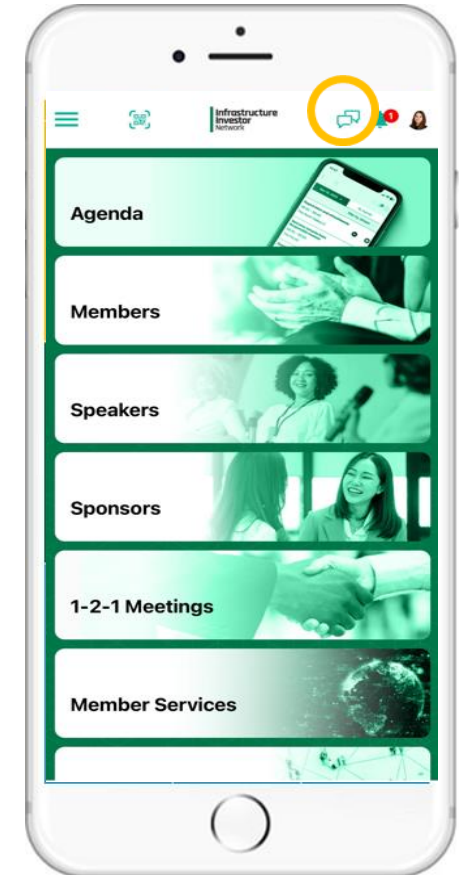 Infrastructure
Investor
Network
1
Agenda
Members
Speakers
Sponsors
1-2-1 Meetings
Member Services